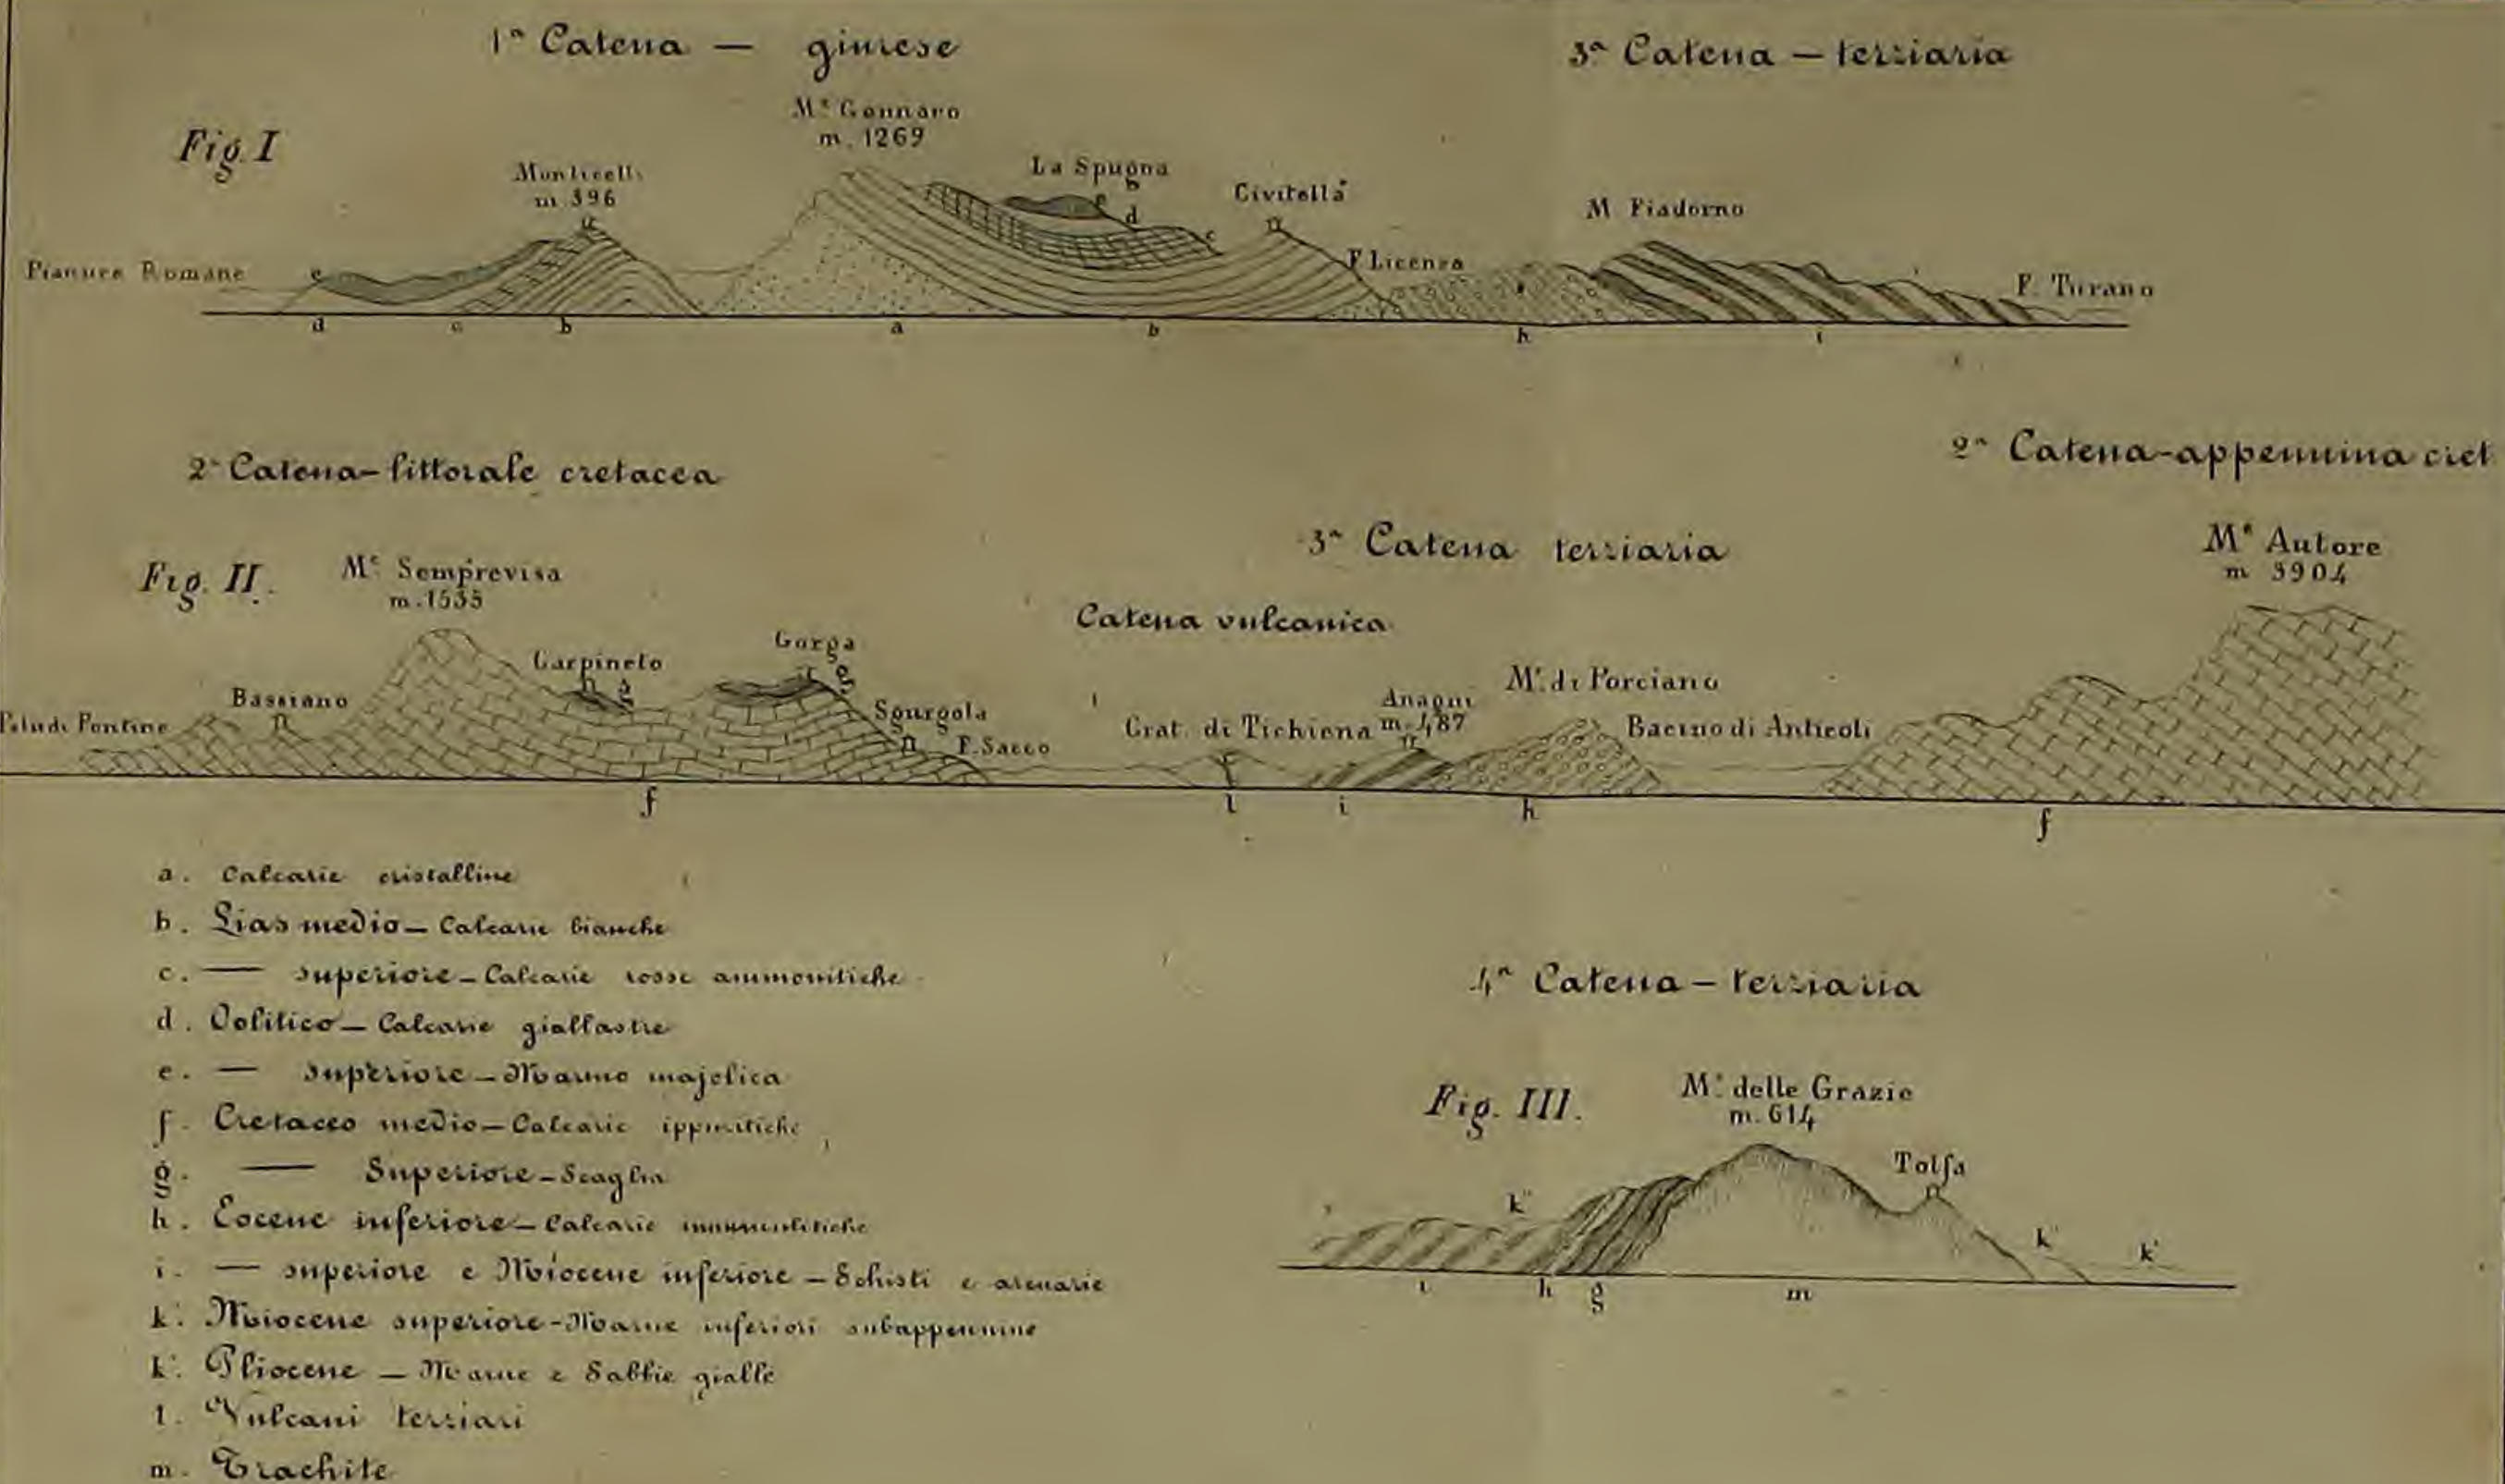 1ª Catena — giurese
3ª Catena — terziaria
Fig. I
Mᵉ Gennaro
m. 1269
Monticelli
m. 396
La Spugna
Civitella
M Fiadorno
Pianure Romane
F. Licenza
F. Turano
e
e
d
c
d
c
b
a
b
h
i
2ª Catena-littorale cretacea
2ª Catena-appennina cret
3ª Catena terziaria
Fig. II.
Mᵉ Semprevisa
m. 1535
Mᵉ Autore
m 3904
Catena vulcanica
Gorga
Carpineto
Mᵉ. di Porciano
Bassiano
Anagni
m. 487
Sgurgola
Paludi Pontine
F. Sacco
Crat. di Tichiena
Bacino di Anticoli
h
g
g
h
f
l
i
h
f
a. Calcarie cristalline
b. Lias medio — Calcarie bianche
c. — superiore — Calcarie rosse ammonitiche
d. Oolitico — Calcarie giallastre
e. — superiore — Marmo majolica
f. Cretaceo medio — Calcarie ippuritiche
g. — Superiore — Scaglia
h. Eocene inferiore — Calcarie nummulitiche
i. — superiore e Miocene inferiore — Schisti e arenarie
k'. Miocene superiore - Marne inferiori subappennine
k". Pliocene — Marne e Sabbie gialle
l. Vulcani terziari
m. Trachite
4ª Catena — terziaria
Fig. III.
Mᵉ. delle Grazie
m. 614
Tolfa
k"
k"
k'
i
h
g
m